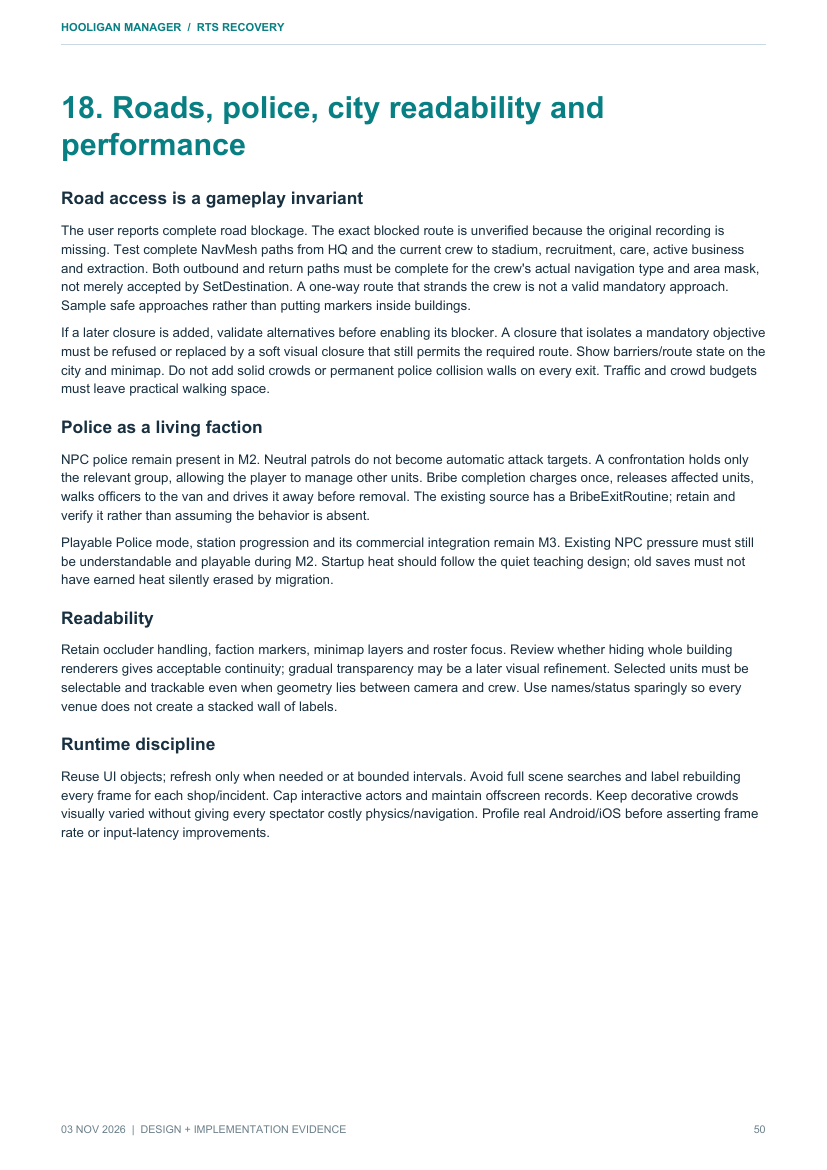 HOOLIGAN MANAGER / RTS RECOVERY
18. Roads, police, city readability and
performance
Road access is a gameplay invariant
The user reports complete road blockage. The exact blocked route is unverified because the original recording is
missing. Test complete NavMesh paths from HQ and the current crew to stadium, recruitment, care, active business
and extraction. Both outbound and return paths must be complete for the crew's actual navigation type and area mask,
not merely accepted by SetDestination. A one-way route that strands the crew is not a valid mandatory approach.
Sample safe approaches rather than putting markers inside buildings.
If a later closure is added, validate alternatives before enabling its blocker. A closure that isolates a mandatory objective
must be refused or replaced by a soft visual closure that still permits the required route. Show barriers/route state on the
city and minimap. Do not add solid crowds or permanent police collision walls on every exit. Traffic and crowd budgets
must leave practical walking space.
Police as a living faction
NPC police remain present in M2. Neutral patrols do not become automatic attack targets. A confrontation holds only
the relevant group, allowing the player to manage other units. Bribe completion charges once, releases affected units,
walks officers to the van and drives it away before removal. The existing source has a BribeExitRoutine; retain and
verify it rather than assuming the behavior is absent.
Playable Police mode, station progression and its commercial integration remain M3. Existing NPC pressure must still
be understandable and playable during M2. Startup heat should follow the quiet teaching design; old saves must not
have earned heat silently erased by migration.
Readability
Retain occluder handling, faction markers, minimap layers and roster focus. Review whether hiding whole building
renderers gives acceptable continuity; gradual transparency may be a later visual refinement. Selected units must be
selectable and trackable even when geometry lies between camera and crew. Use names/status sparingly so every
venue does not create a stacked wall of labels.
Runtime discipline
Reuse UI objects; refresh only when needed or at bounded intervals. Avoid full scene searches and label rebuilding
every frame for each shop/incident. Cap interactive actors and maintain offscreen records. Keep decorative crowds
visually varied without giving every spectator costly physics/navigation. Profile real Android/iOS before asserting frame
rate or input-latency improvements.
03 NOV 2026 | DESIGN + IMPLEMENTATION EVIDENCE
50